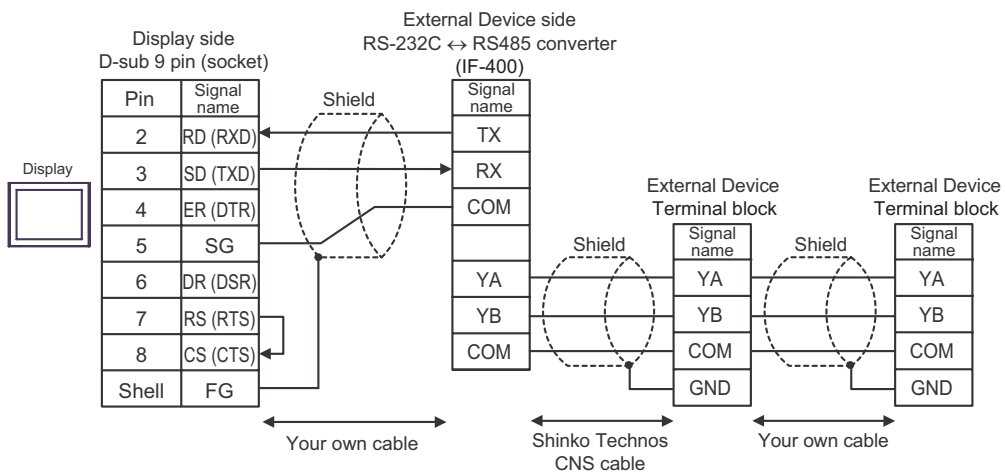 External Device side
RS-232C ↔ RS485 converter
(IF-400)
Display side
D-sub 9 pin (socket)
Pin
Signal name
2
RD (RXD)
3
SD (TXD)
4
ER (DTR)
5
SG
6
DR (DSR)
7
RS (RTS)
8
CS (CTS)
Shell
FG
Display
Shield
Signal name
TX
RX
COM
YA
YB
COM
Shield
External Device
Terminal block
Signal name
YA
YB
COM
GND
Shield
External Device
Terminal block
Signal name
YA
YB
COM
GND
Your own cable
Shinko Technos
CNS cable
Your own cable